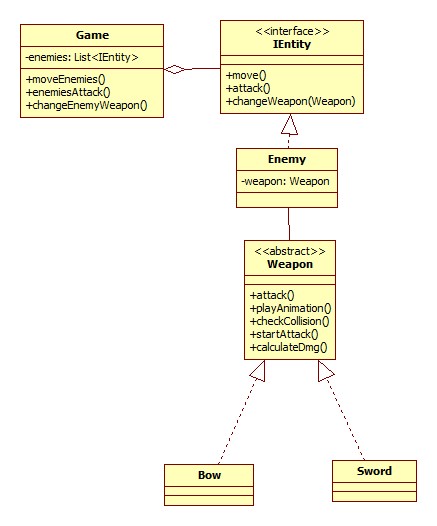 Game
-enemies: List<IEntity>
+moveEnemies()
+enemiesAttack()
+changeEnemyWeapon()
<<interface>>
IEntity
+move()
+attack()
+changeWeapon(Weapon)
Enemy
-weapon: Weapon
<<abstract>>
Weapon
+attack()
+playAnimation()
+checkCollision()
+startAttack()
+calculateDmg()
Bow
Sword